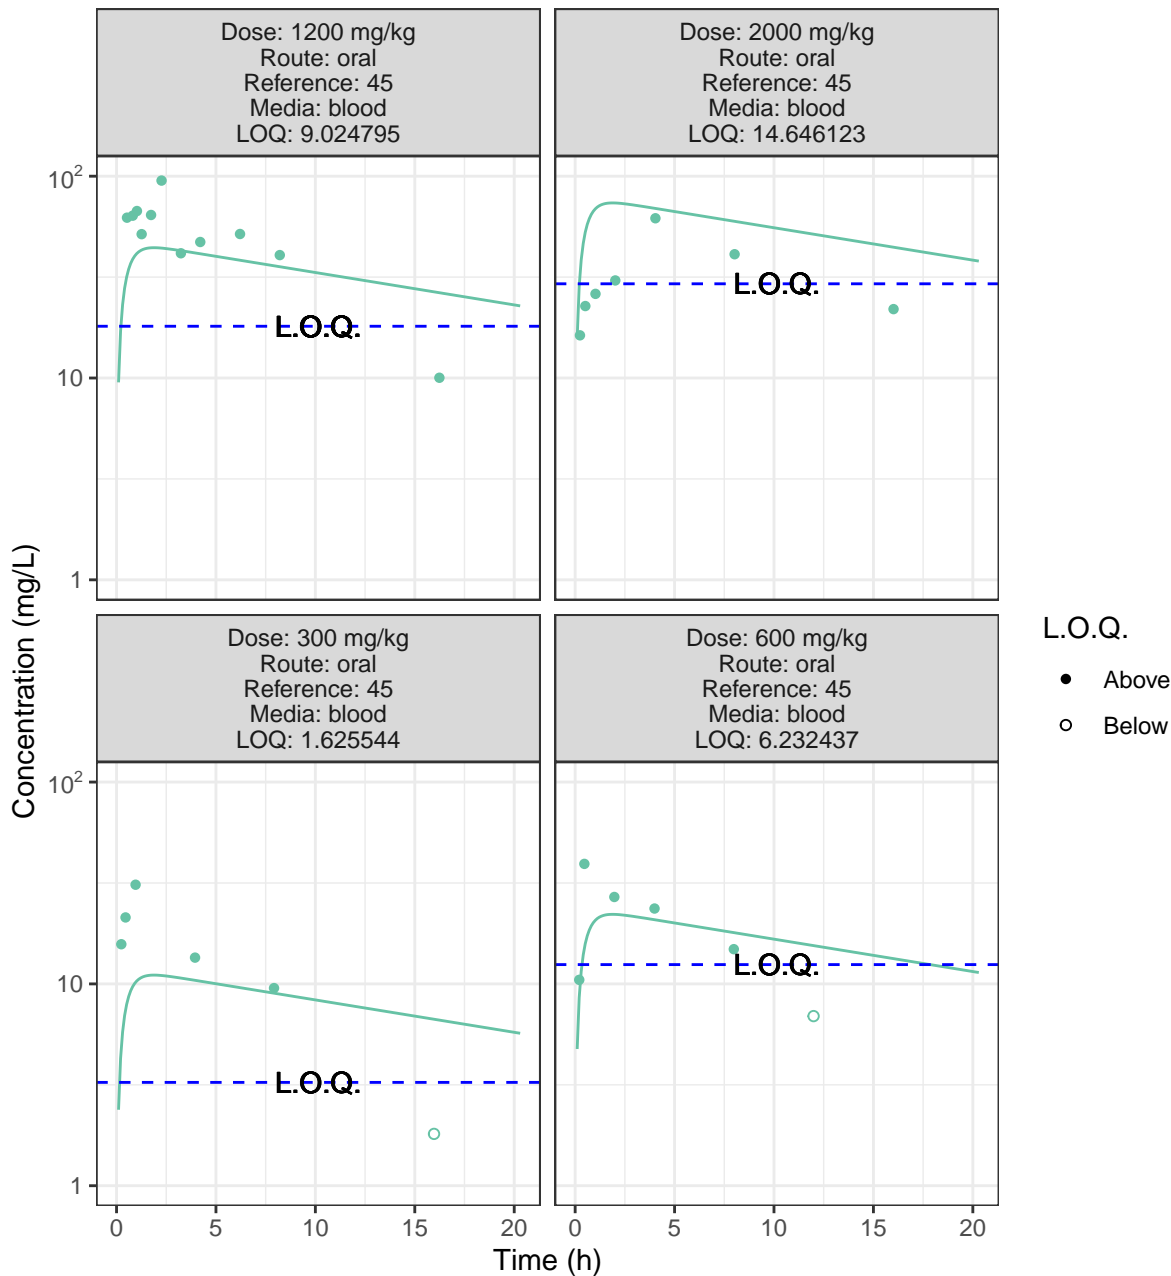 Dose: 1200 mg/kg
Route: oral
Reference: 45
Media: blood
LOQ: 9.024795
Dose: 2000 mg/kg
Route: oral
Reference: 45
Media: blood
LOQ: 14.646123
10²
10
1
L.O.Q.
L.O.Q.
Dose: 300 mg/kg
Route: oral
Reference: 45
Media: blood
LOQ: 1.625544
Dose: 600 mg/kg
Route: oral
Reference: 45
Media: blood
LOQ: 6.232437
10²
10
1
L.O.Q.
L.O.Q.
0 5 10 15 20
0 5 10 15 20
Time (h)
Concentration (mg/L)
L.O.Q.
Above
Below